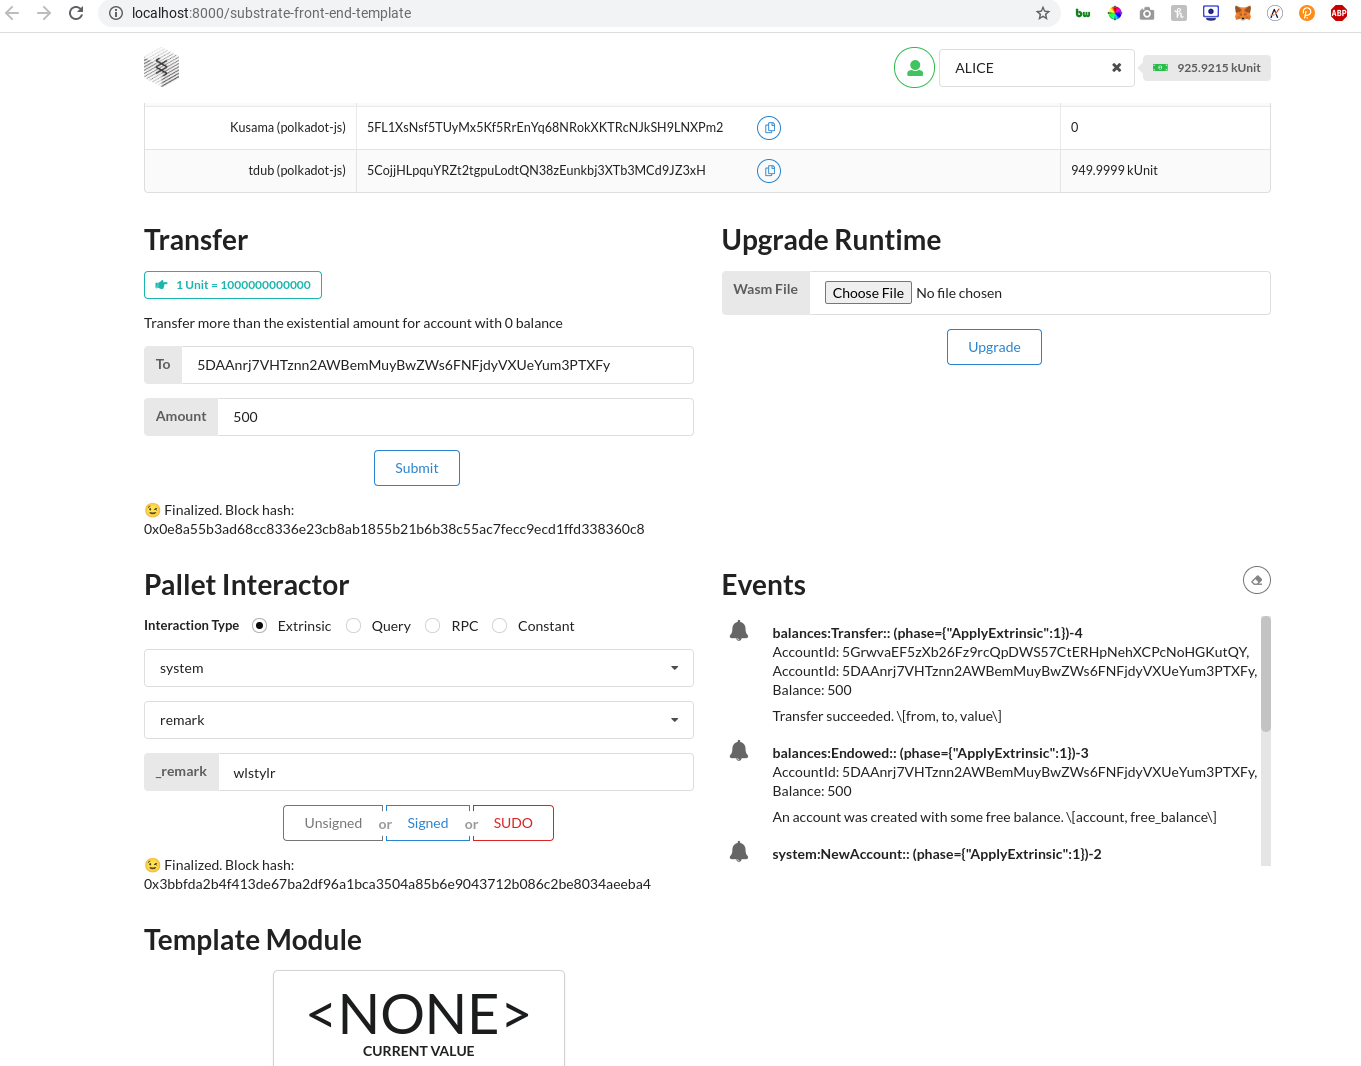 localhost:8000/substrate-front-end-template
bw
ABP
ALICE
925.9215 kUnit
Kusama (polkadot-js) 5FL1XsNsf5TUyMx5Kf5RrEnYq68NRokXKTRcNJkSH9LNXPm2 0
tdub (polkadot-js) 5CojjHLpquYRZt2tgpuLodtQN38zEunkbj3XTb3MCd9JZ3xH 949.9999 kUnit
Transfer
1 Unit = 1000000000000
Transfer more than the existential amount for account with 0 balance
To 5DAAnrj7VHTznn2AWBemMuyBwZWs6FNFjdyVXUeYum3PTXFy
Amount 500
Submit
😉 Finalized. Block hash:
0x0e8a55b3ad68cc8336e23cb8ab1855b21b6b38c55ac7fecc9ecd1ffd338360c8
Upgrade Runtime
Wasm File Choose File No file chosen
Upgrade
Pallet Interactor
Interaction Type Extrinsic Query RPC Constant
system
remark
_remark wlstylr
Unsigned or Signed or SUDO
😉 Finalized. Block hash:
0x3bbfda2b4f413de67ba2df96a1bca3504a85b6e9043712b086c2be8034aeeba4
Events
balances:Transfer:: (phase={"ApplyExtrinsic":1})-4
AccountId: 5GrwvaEF5zXb26Fz9rcQpDWS57CtERHpNehXCPcNoHGKutQY,
AccountId: 5DAAnrj7VHTznn2AWBemMuyBwZWs6FNFjdyVXUeYum3PTXFy,
Balance: 500
Transfer succeeded. \[from, to, value\]
balances:Endowed:: (phase={"ApplyExtrinsic":1})-3
AccountId: 5DAAnrj7VHTznn2AWBemMuyBwZWs6FNFjdyVXUeYum3PTXFy,
Balance: 500
An account was created with some free balance. \[account, free_balance\]
system:NewAccount:: (phase={"ApplyExtrinsic":1})-2
Template Module
<NONE>
CURRENT VALUE